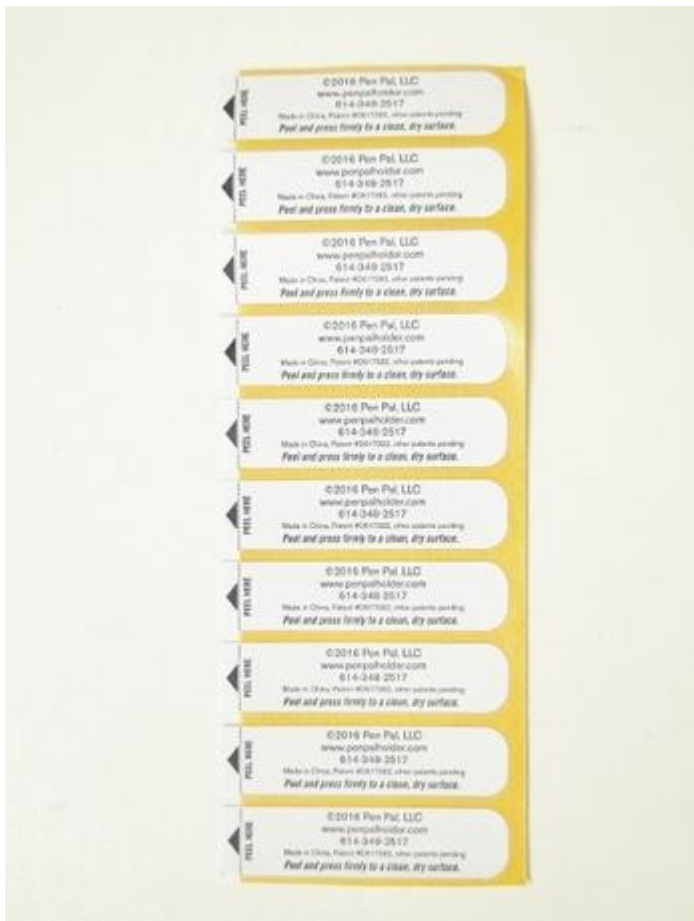 PEEL HERE
©2016 Pen Pal, LLC
www.penpalholder.com
614-348-2517
Made in China, Patent other patents pending
Peel and press firmly to a clean, dry surface.
PEEL HERE
©2016 Pen Pal, LLC
www.penpalholder.com
614-348-2517
Made in China, Patent other patents pending
Peel and press firmly to a clean, dry surface.
PEEL HERE
©2016 Pen Pal, LLC
www.penpalholder.com
614-348-2517
Made in China, Patent other patents pending
Peel and press firmly to a clean, dry surface.
PEEL HERE
©2016 Pen Pal, LLC
www.penpalholder.com
614-348-2517
Made in China, Patent other patents pending
Peel and press firmly to a clean, dry surface.
PEEL HERE
©2016 Pen Pal, LLC
www.penpalholder.com
614-348-2517
Made in China, Patent other patents pending
Peel and press firmly to a clean, dry surface.
PEEL HERE
©2016 Pen Pal, LLC
www.penpalholder.com
614-348-2517
Made in China, Patent other patents pending
Peel and press firmly to a clean, dry surface.
PEEL HERE
©2016 Pen Pal, LLC
www.penpalholder.com
614-348-2517
Made in China, Patent other patents pending
Peel and press firmly to a clean, dry surface.
PEEL HERE
©2016 Pen Pal, LLC
www.penpalholder.com
614-348-2517
Made in China, Patent other patents pending
Peel and press firmly to a clean, dry surface.
PEEL HERE
©2016 Pen Pal, LLC
www.penpalholder.com
614-348-2517
Made in China, Patent other patents pending
Peel and press firmly to a clean, dry surface.
PEEL HERE
©2016 Pen Pal, LLC
www.penpalholder.com
614-348-2517
Made in China, Patent other patents pending
Peel and press firmly to a clean, dry surface.